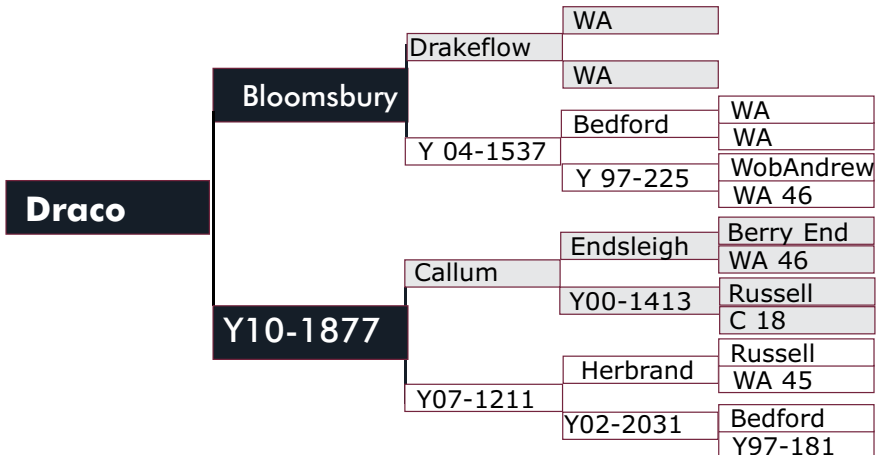 WA
Drakeflow
WA
Bloomsbury
WA
Bedford
WA
Y 04-1537
WobAndrew
Y 97-225
WA 46
Draco
Berry End
Endsleigh
WA 46
Callum
Russell
Y00-1413
C 18
Y10-1877
Russell
Herbrand
WA 45
Y07-1211
Bedford
Y02-2031
Y97-181